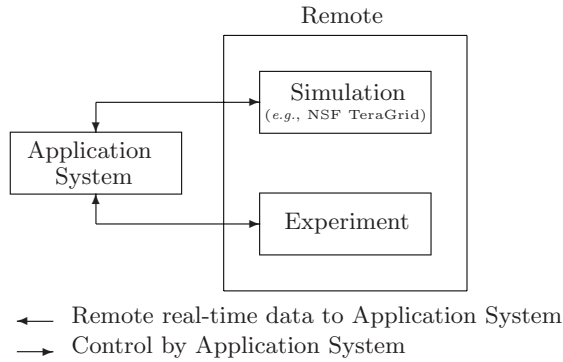 Remote
Simulation
(e.g., NSF TeraGrid)
Application
System
Experiment
Remote real-time data to Application System
Control by Application System